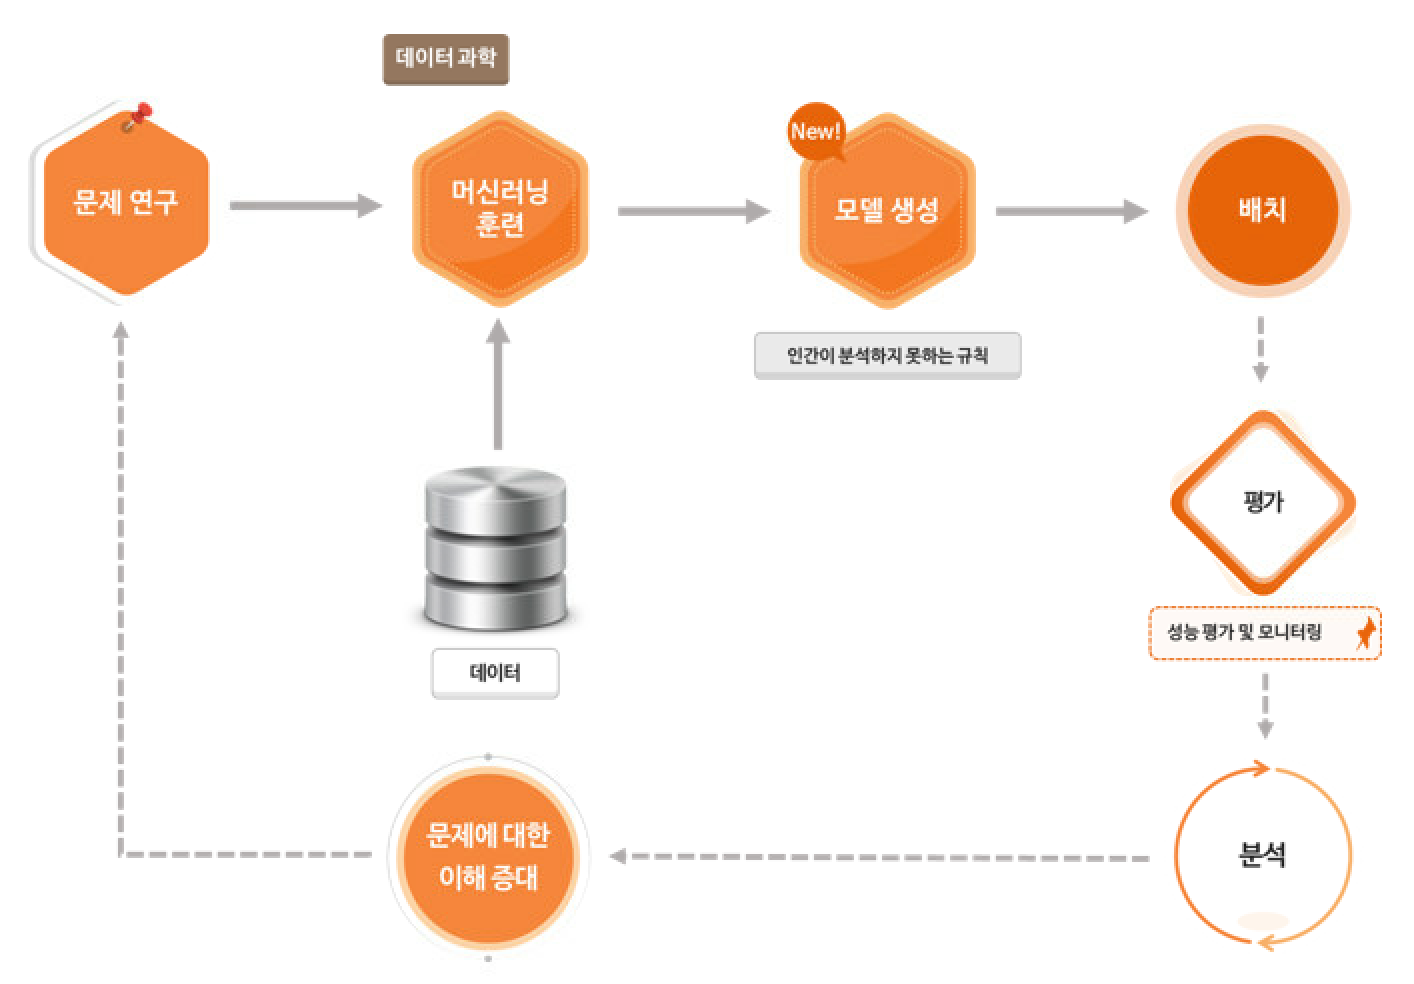 데이터 과학
문제 연구
머신러닝
훈련
New!
모델 생성
배치
인간이 분석하지 못하는 규칙
평가
성능 평가 및 모니터링
데이터
문제에 대한
이해 증대
분석